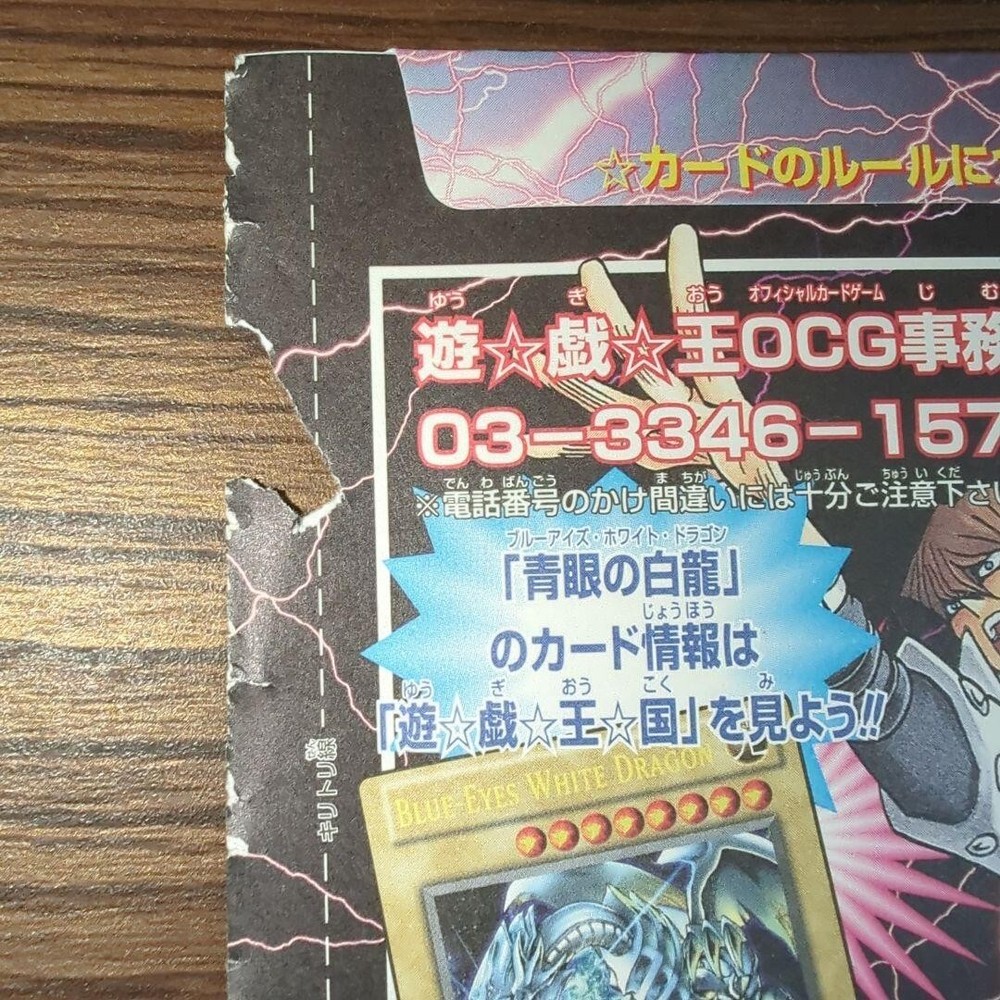 ☆カードのルールに
ゆう ぎ おう オフィシャルカードゲーム じ む
遊☆戯☆王OCG事務
03-3346-157
でん わ ばんごう ま ちが じゅうぶん ちゅう い くだ
※電話番号のかけ間違いには十分ご注意下さい
ブルーアイズ・ホワイト・ドラゴン
「青眼の白龍」
じょうほう
のカード情報は
ゆう ぎ おう こく み
「遊☆戯☆王☆国」を見よう!!
BLUE-EYES WHITE DRAGON
せん
キリトリ線